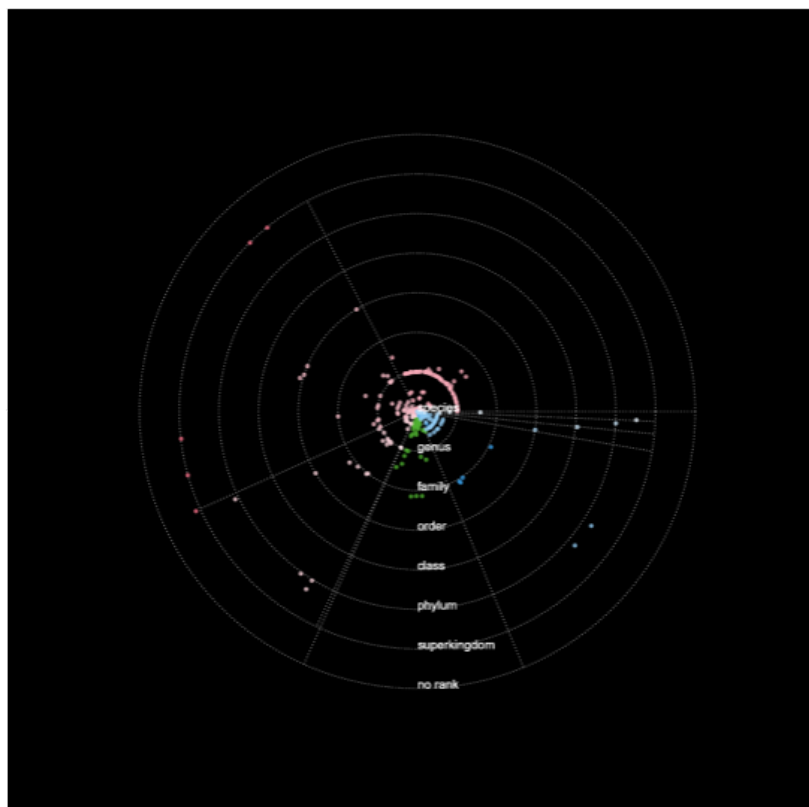 species
genus
family
order
class
phylum
superkingdom
no rank